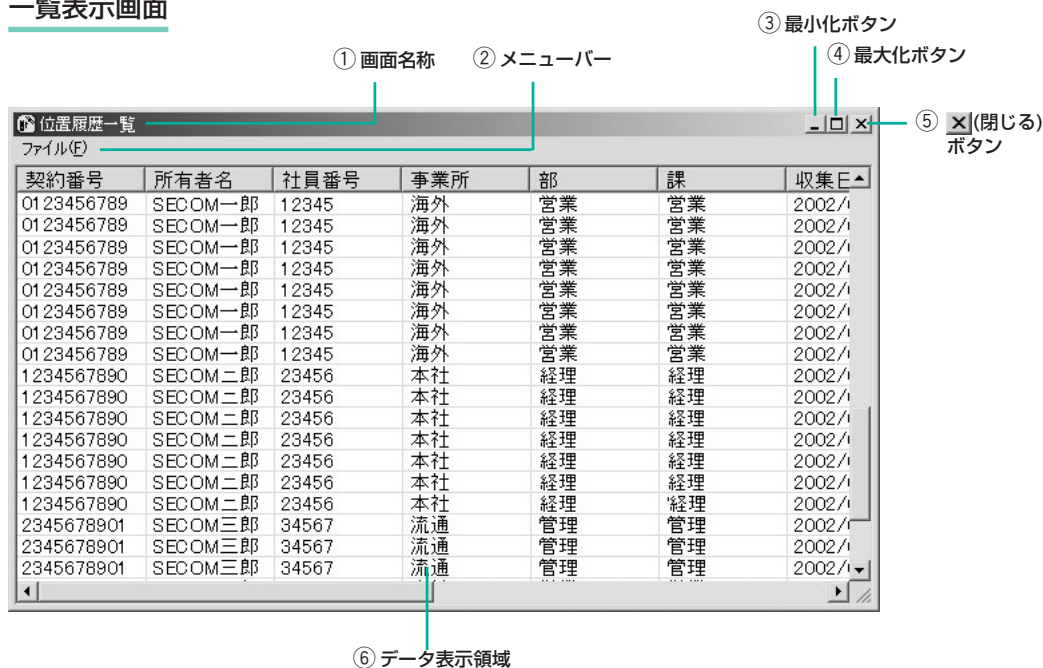 一覧表示画面
③ 最小化ボタン
① 画面名称 ② メニューバー ④ 最大化ボタン
位置履歴一覧
⑤ ×(閉じる)
ボタン
ファイル(F)
契約番号 所有者名 社員番号 事業所 部 課 収集日
0123456789 SECOM一郎 12345 海外 営業 営業 2002/
0123456789 SECOM一郎 12345 海外 営業 営業 2002/
0123456789 SECOM一郎 12345 海外 営業 営業 2002/
0123456789 SECOM一郎 12345 海外 営業 営業 2002/
0123456789 SECOM一郎 12345 海外 営業 営業 2002/
0123456789 SECOM一郎 12345 海外 営業 営業 2002/
0123456789 SECOM一郎 12345 海外 営業 営業 2002/
0123456789 SECOM一郎 12345 海外 営業 営業 2002/
1234567890 SECOM二郎 23456 本社 経理 経理 2002/
1234567890 SECOM二郎 23456 本社 経理 経理 2002/
1234567890 SECOM二郎 23456 本社 経理 経理 2002/
1234567890 SECOM二郎 23456 本社 経理 経理 2002/
1234567890 SECOM二郎 23456 本社 経理 経理 2002/
1234567890 SECOM二郎 23456 本社 経理 経理 2002/
1234567890 SECOM二郎 23456 本社 経理 '経理 2002/
2345678901 SECOM三郎 34567 流通 管理 管理 2002/
2345678901 SECOM三郎 34567 流通 管理 管理 2002/
2345678901 SECOM三郎 34567 流通 管理 管理 2002/
⑥ データ表示領域